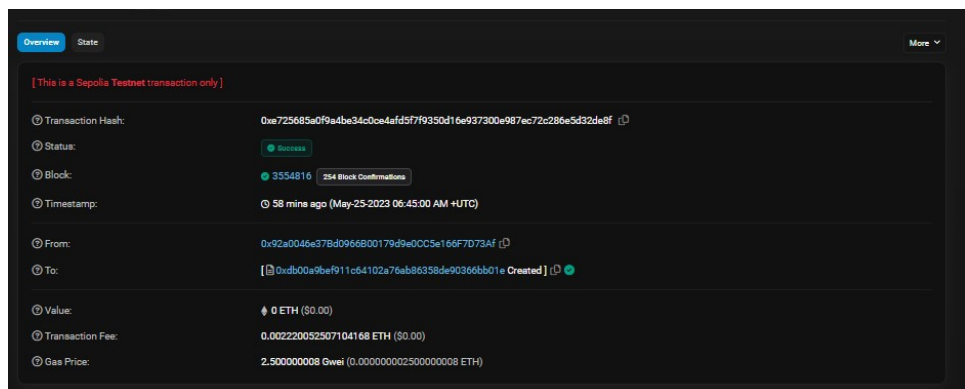 Overview State More
[ This is a Sepolia Testnet transaction only ]
Transaction Hash: 0xe725685a0f9a4be34c0ce4afd5f7f9350d16e937300e987ec72c286e5d32de8f
Status: Success
Block: 3554816 254 Block Confirmations
Timestamp: 58 mins ago (May-25-2023 06:45:00 AM +UTC)
From: 0x92a0046e37Bd0966B00179d9e0CC5e166F7D73Af
To: [ 0xdb00a9bef911c64102a76ab86358de90366bb01e Created ]
Value: 0 ETH ($0.00)
Transaction Fee: 0.002220052507104168 ETH ($0.00)
Gas Price: 2.500000008 Gwei (0.000000002500000008 ETH)